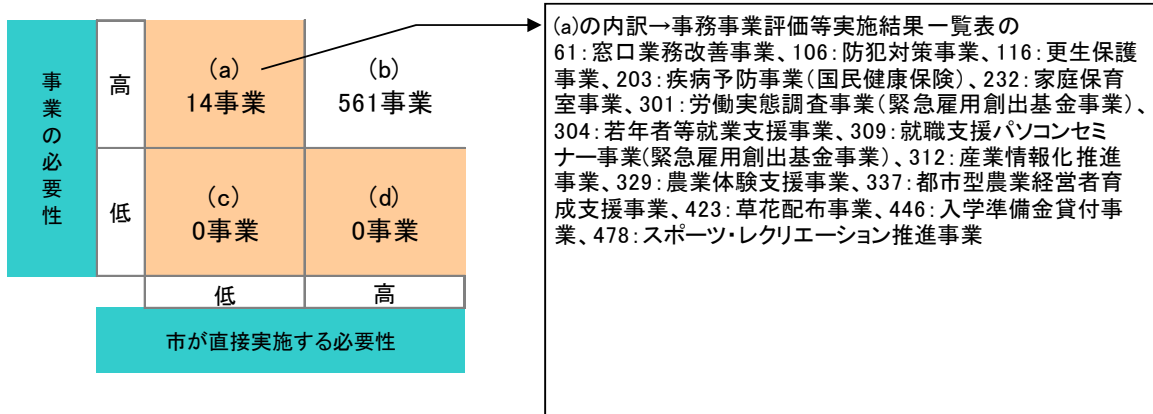 事業の必要性
高
(a)
14事業
(b)
561事業
低
(c)
0事業
(d)
0事業
低
高
市が直接実施する必要性
(a)の内訳→事務事業評価等実施結果一覧表の
61:窓口業務改善事業、106:防犯対策事業、116:更生保護
事業、203:疾病予防事業(国民健康保険)、232:家庭保育
室事業、301:労働実態調査事業(緊急雇用創出基金事業)、
304:若年者等就業支援事業、309:就職支援パソコンセミ
ナー事業(緊急雇用創出基金事業)、312:産業情報化推進
事業、329:農業体験支援事業、337:都市型農業経営者育
成支援事業、423:草花配布事業、446:入学準備金貸付事
業、478:スポーツ・レクリエーション推進事業